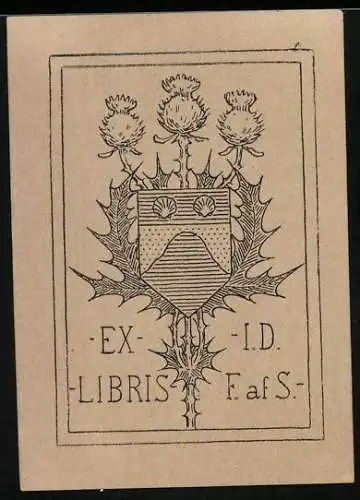 -EX- -I.D.
-LIBRIS F. af S.-